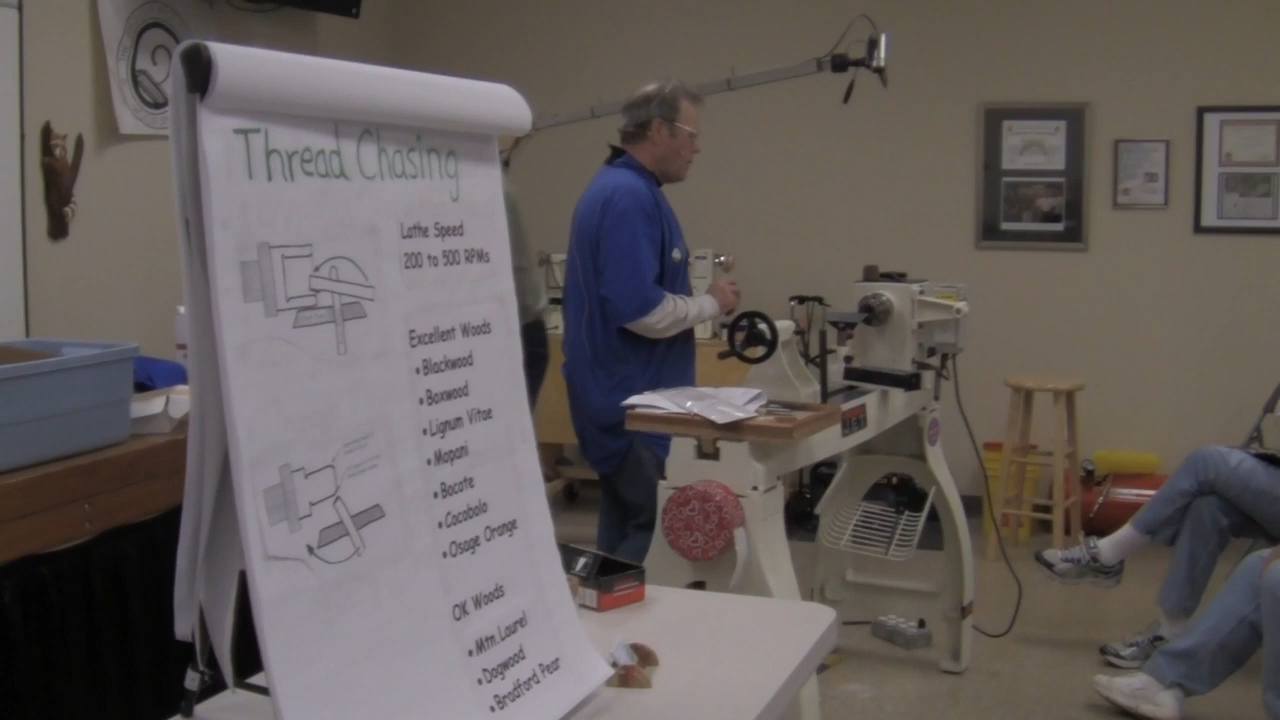 Thread Chasing
Lathe Speed
200 to 500 RPMs
Excellent Woods
• Blackwood
• Boxwood
• Lignum Vitae
• Mopani
• Bocote
• Cocobolo
• Osage Orange
OK Woods
• Mtn. Laurel
• Dogwood
• Bradford Pear
JET